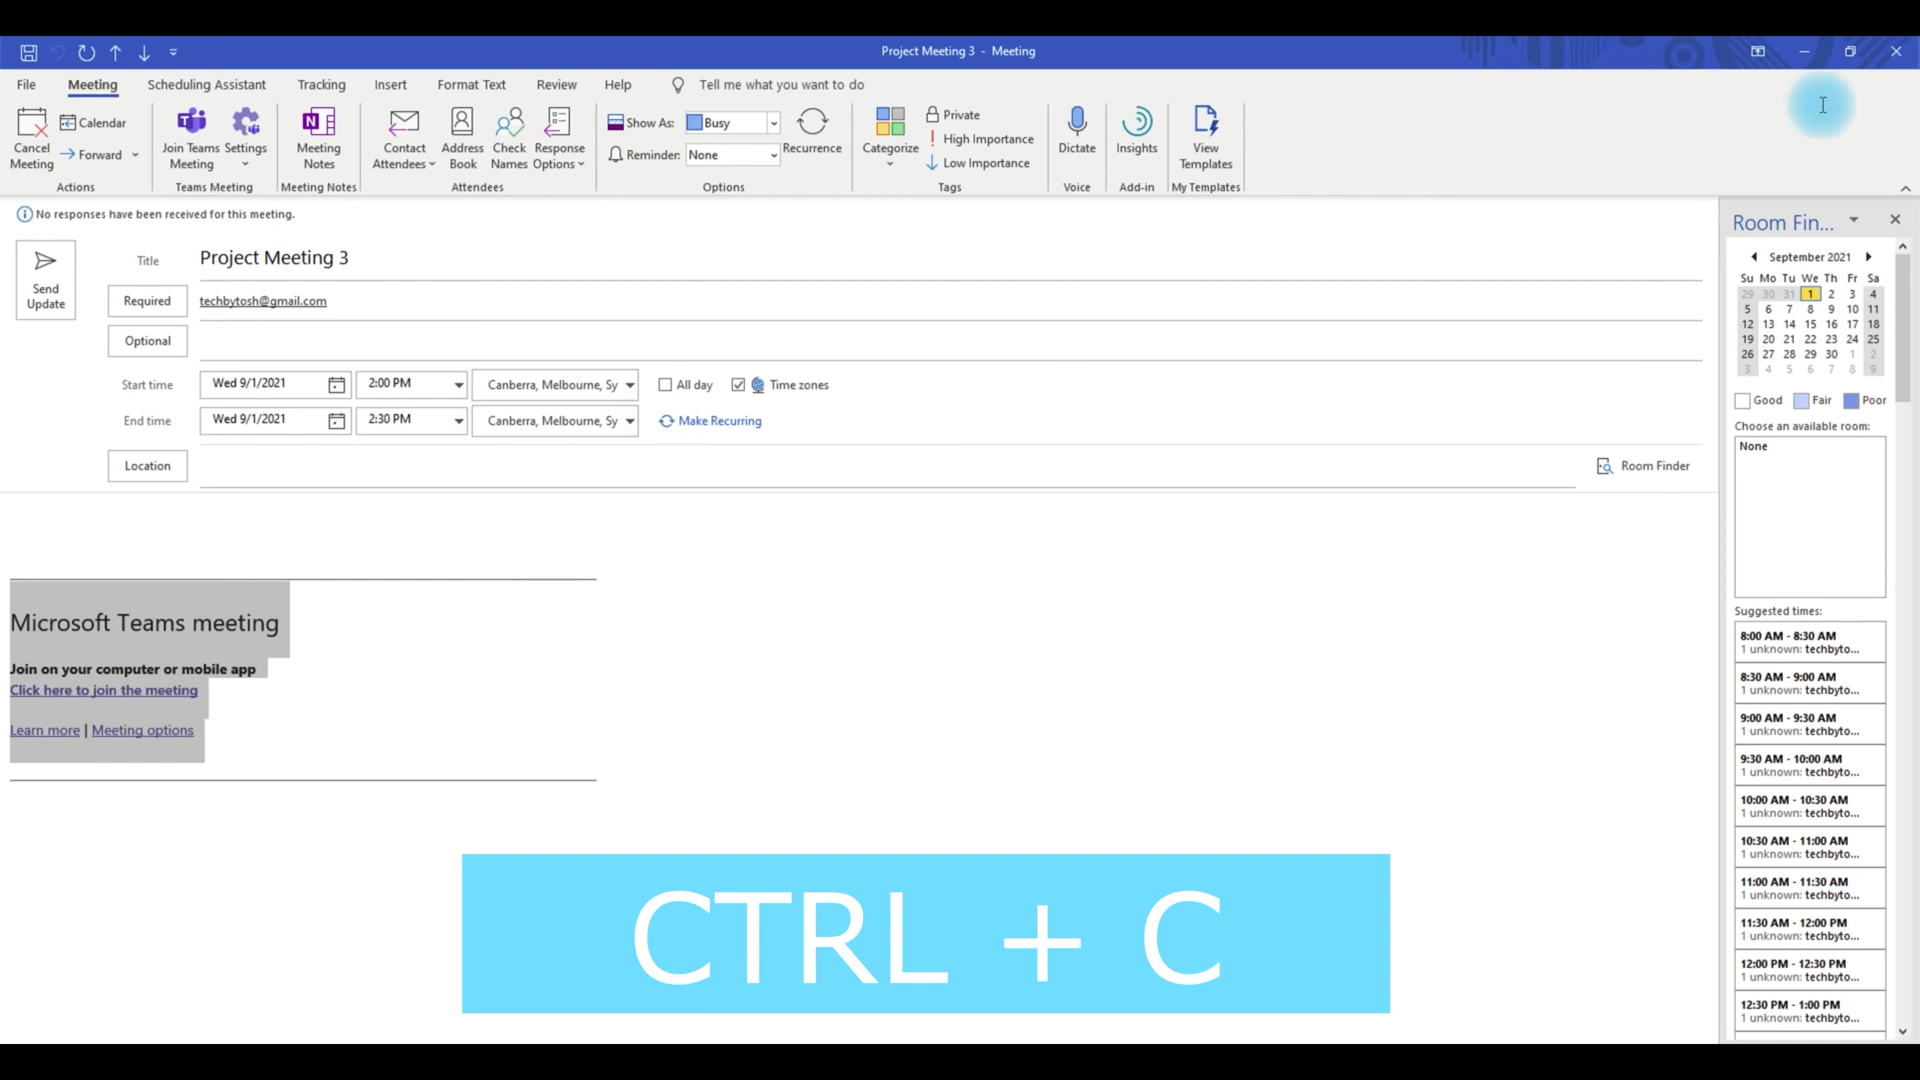 Project Meeting 3 - Meeting
File Meeting Scheduling Assistant Tracking Insert Format Text Review Help Tell me what you want to do
Cancel Meeting
Calendar
Forward
Actions
Join Teams Meeting
Settings
Teams Meeting
Meeting Notes
Meeting Notes
Contact Attendees
Address Book
Check Names
Response Options
Attendees
Show As: Busy
Reminder: None
Recurrence
Options
Categorize
Private
High Importance
Low Importance
Tags
Dictate
Voice
Insights
Add-in
View Templates
My Templates
No responses have been received for this meeting.
Send Update
Title Project Meeting 3
Required techbytosh@gmail.com
Optional
Start time Wed 9/1/2021 2:00 PM Canberra, Melbourne, Sy All day Time zones
End time Wed 9/1/2021 2:30 PM Canberra, Melbourne, Sy Make Recurring
Location Room Finder
Microsoft Teams meeting
Join on your computer or mobile app
Click here to join the meeting
Learn more | Meeting options
CTRL + C
Room Fin...
September 2021
Su Mo Tu We Th Fr Sa
29 30 31 1 2 3 4
5 6 7 8 9 10 11
12 13 14 15 16 17 18
19 20 21 22 23 24 25
26 27 28 29 30 1 2
3 4 5 6 7 8 9
Good Fair Poor
Choose an available room:
None
Suggested times:
8:00 AM - 8:30 AM
1 unknown: techbyto...
8:30 AM - 9:00 AM
1 unknown: techbyto...
9:00 AM - 9:30 AM
1 unknown: techbyto...
9:30 AM - 10:00 AM
1 unknown: techbyto...
10:00 AM - 10:30 AM
1 unknown: techbyto...
10:30 AM - 11:00 AM
1 unknown: techbyto...
11:00 AM - 11:30 AM
1 unknown: techbyto...
11:30 AM - 12:00 PM
1 unknown: techbyto...
12:00 PM - 12:30 PM
1 unknown: techbyto...
12:30 PM - 1:00 PM
1 unknown: techbyto...